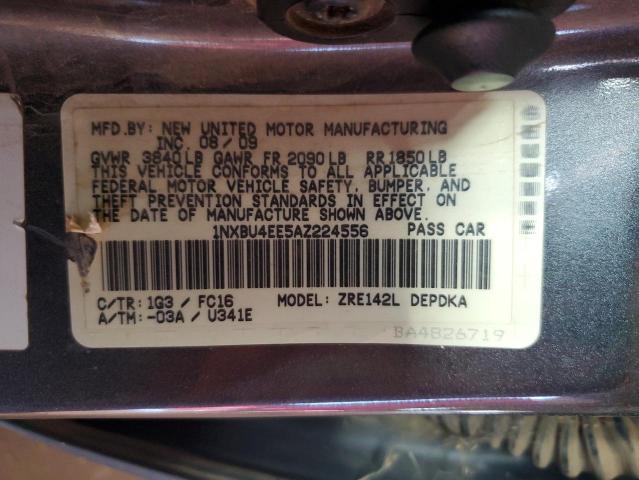 MFD.BY: NEW UNITED MOTOR MANUFACTURING
INC. 08/09
GVWR 3840LB GAWR FR 2090LB RR1850LB
THIS VEHICLE CONFORMS TO ALL APPLICABLE
FEDERAL MOTOR VEHICLE SAFETY, BUMPER, AND
THEFT PREVENTION STANDARDS IN EFFECT ON
THE DATE OF MANUFACTURE SHOWN ABOVE.
1NXBU4EE5AZ224556 PASS CAR
C/TR: 1G3 / FC16 MODEL: ZRE142L DEPDKA
A/TM: -03A / U341E
BA4826719